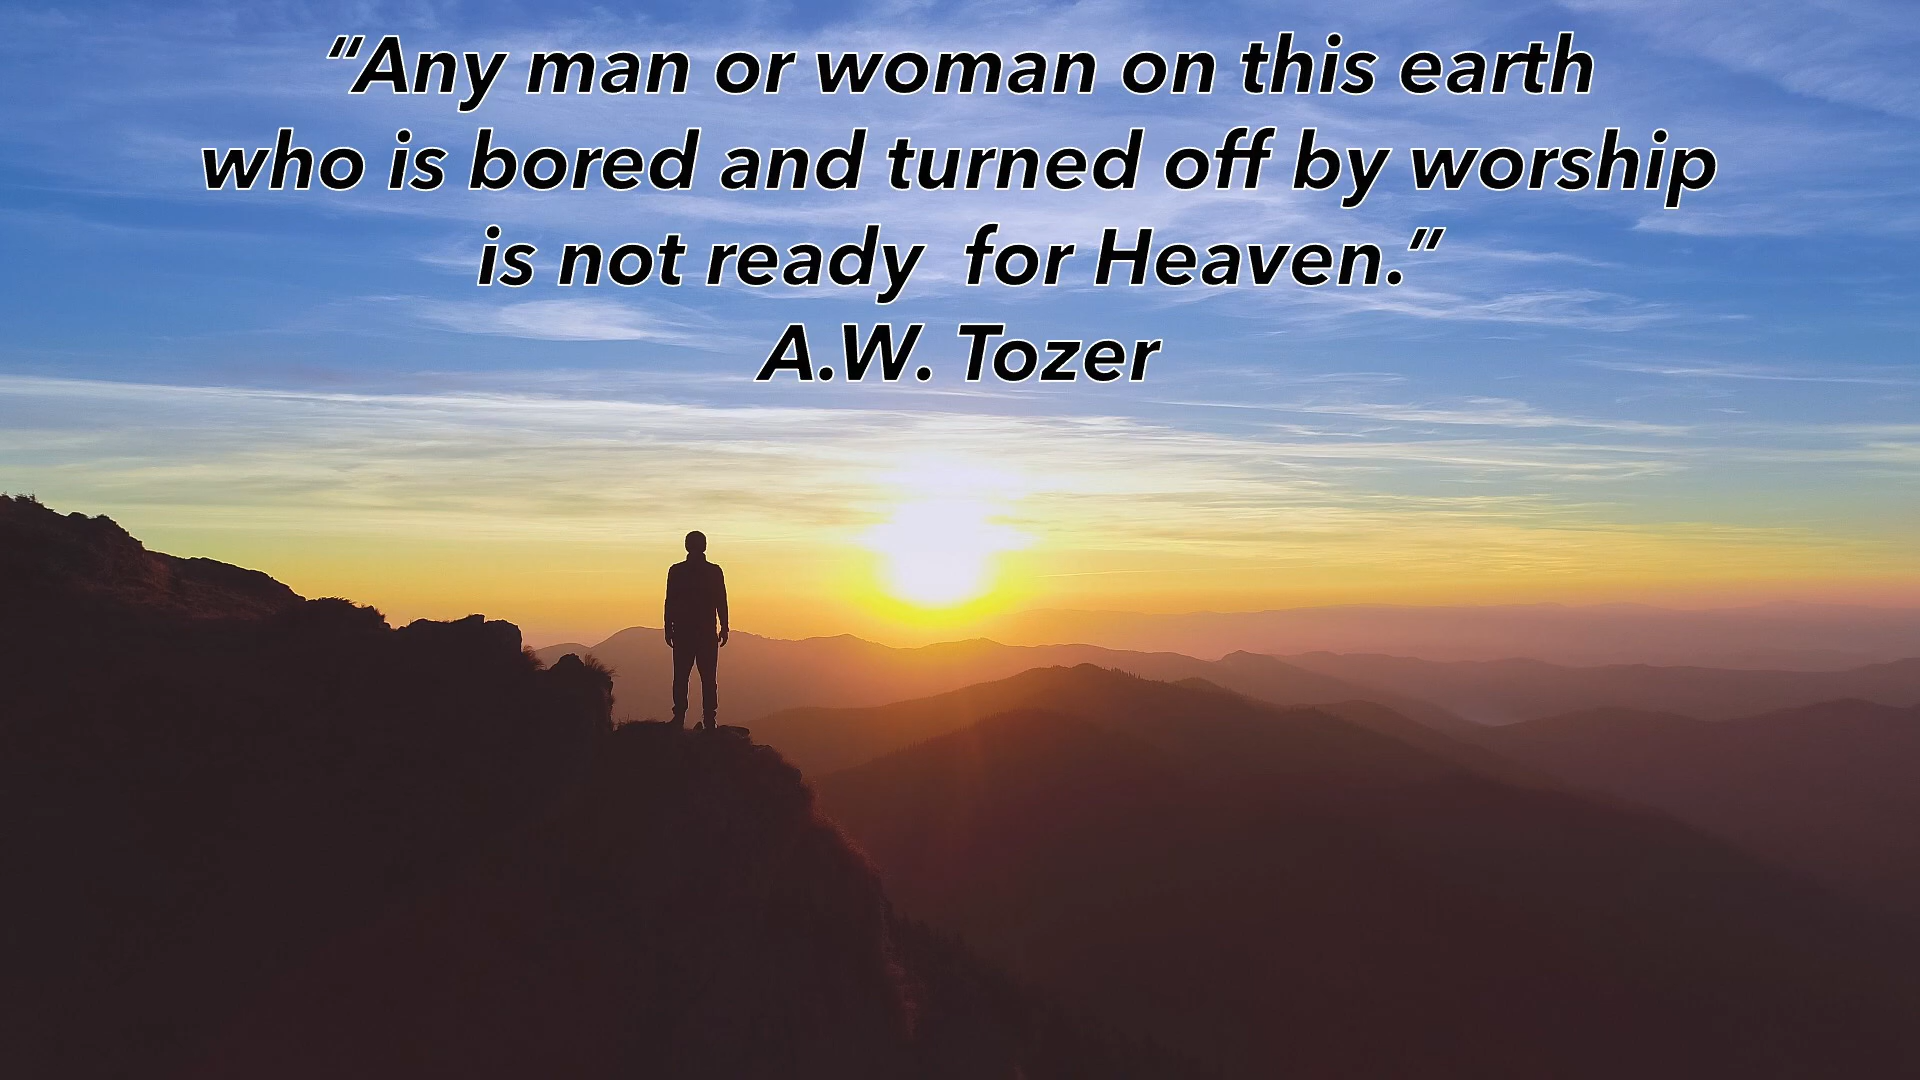 “Any man or woman on this earth
who is bored and turned off by worship
is not ready  for Heaven.”
A.W. Tozer